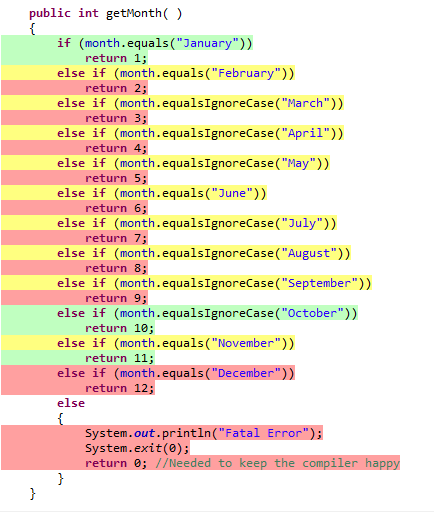 public int getMonth( )
{
if (month.equals("January"))
return 1;
else if (month.equals("February"))
return 2;
else if (month.equalsIgnoreCase("March"))
return 3;
else if (month.equalsIgnoreCase("April"))
return 4;
else if (month.equalsIgnoreCase("May"))
return 5;
else if (month.equals("June"))
return 6;
else if (month.equalsIgnoreCase("July"))
return 7;
else if (month.equalsIgnoreCase("August"))
return 8;
else if (month.equalsIgnoreCase("September"))
return 9;
else if (month.equalsIgnoreCase("October"))
return 10;
else if (month.equals("November"))
return 11;
else if (month.equals("December"))
return 12;
else
{
System.out.println("Fatal Error");
System.exit(0);
return 0; //Needed to keep the compiler happy
}
}